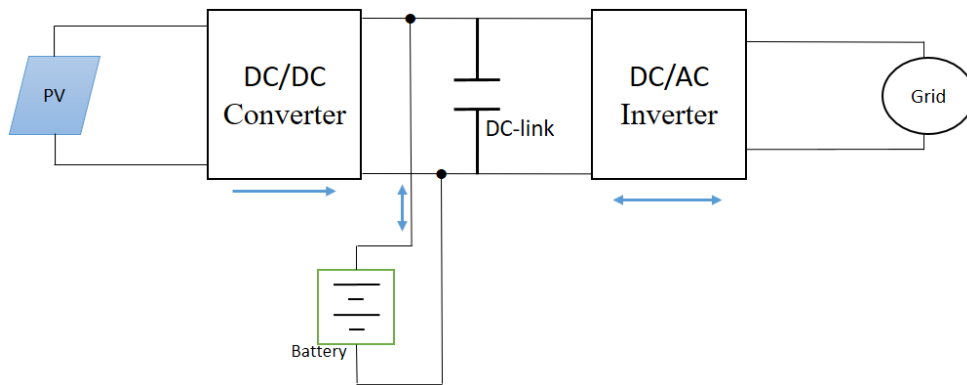 PV
DC/DC
Converter
DC-link
DC/AC
Inverter
Grid
Battery